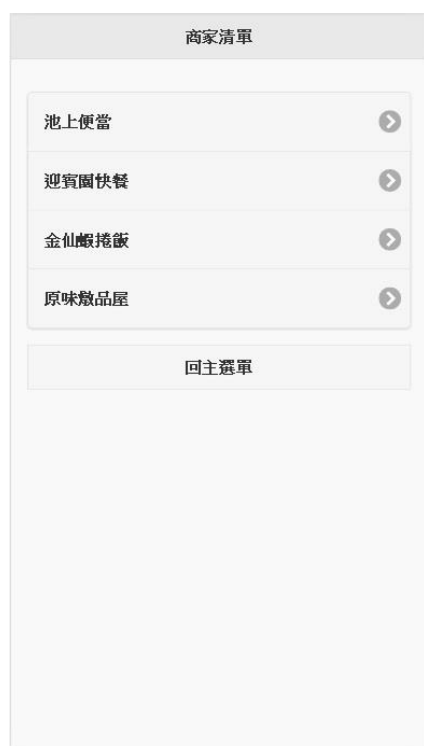 商家清單
池上便當
迎賓園快餐
金仙蝦捲飯
原味燉品屋
回主選單